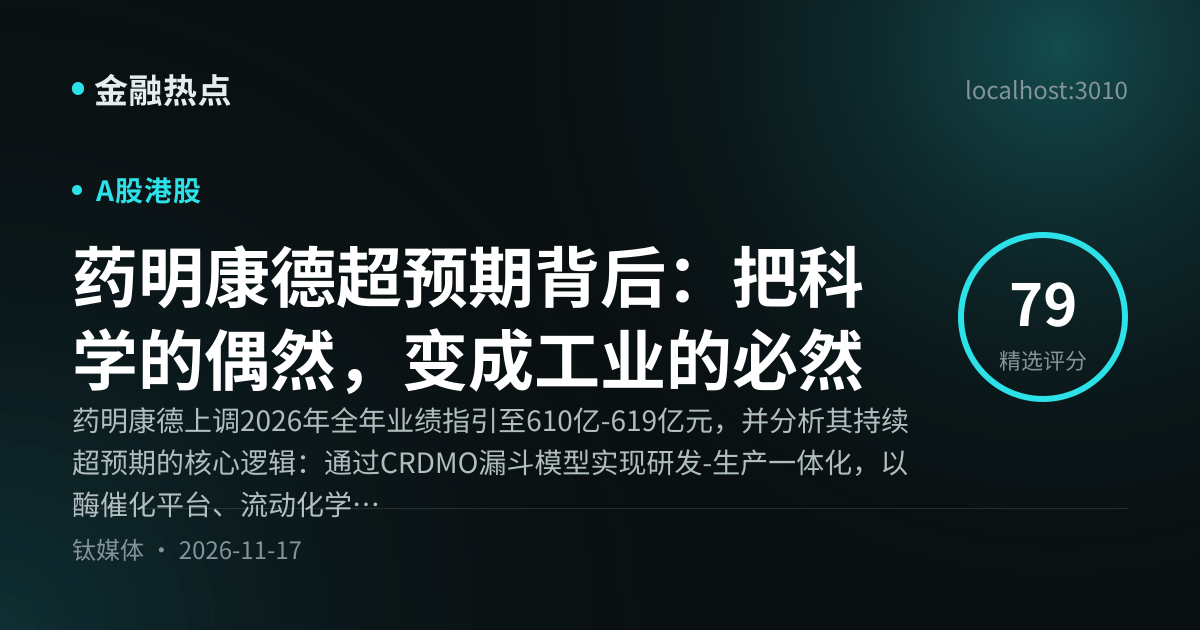 金融热点
localhost:3010
A股港股
药明康德超预期背后：把科
学的偶然，变成工业的必然
79
精选评分
药明康德上调2026年全年业绩指引至610亿-619亿元，并分析其持续
超预期的核心逻辑：通过CRDMO漏斗模型实现研发-生产一体化，以
酶催化平台、流动化学…
钛媒体 · 2026-11-17